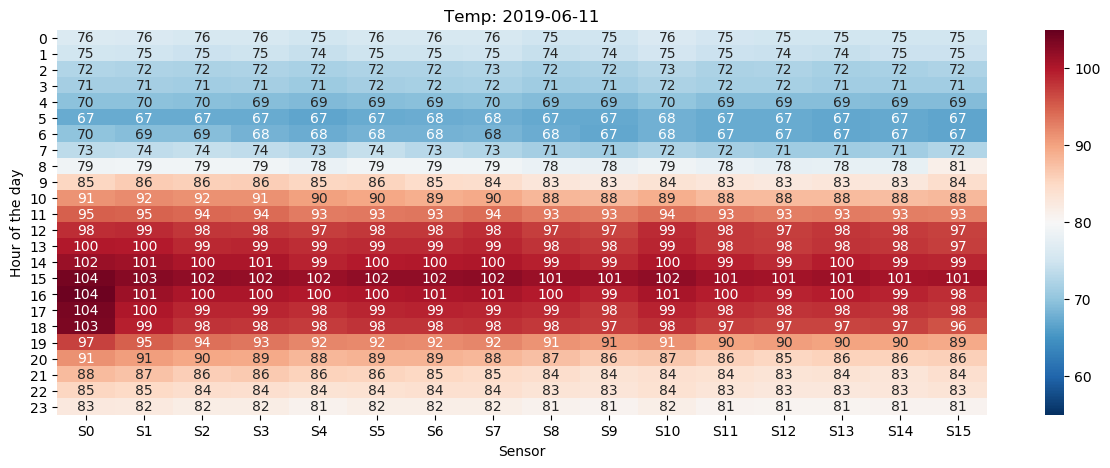 Temp: 2019-06-11
Hour of the day
0 76 76 76 76 75 76 76 76 75 75 76 75 75 75 75 75
1 75 75 75 75 74 75 75 75 74 74 75 75 74 74 75 75
2 72 72 72 72 72 72 72 73 72 72 73 72 72 72 72 72
3 71 71 71 71 71 72 72 72 71 71 72 71 71 71 71 71
4 70 70 70 69 69 69 69 70 69 69 70 69 69 69 69 69
5 67 67 67 67 67 67 68 68 67 67 68 67 67 67 67 67
6 70 69 69 68 68 68 68 68 68 67 68 67 67 67 67 67
7 73 74 74 74 73 74 73 73 71 71 72 72 71 71 71 72
8 79 79 79 79 78 79 79 79 78 78 79 78 78 78 78 81
9 85 86 86 86 85 86 85 84 83 83 84 83 83 83 83 84
10 91 92 92 91 90 90 89 90 88 88 89 88 88 88 88 88
11 95 95 94 94 93 93 93 94 93 93 94 93 93 93 93 93
12 98 99 98 98 97 98 98 98 97 97 99 98 97 98 98 97
13 100 100 99 99 98 99 99 99 98 98 99 98 98 98 98 97
14 102 101 100 101 99 100 100 100 99 99 100 99 99 100 99 99
15 104 103 102 102 102 102 102 102 101 101 102 101 101 101 101 101
16 104 101 100 100 100 100 101 101 100 99 101 100 99 100 99 98
17 104 100 99 99 98 99 99 99 99 98 99 98 98 98 98 98
18 103 99 98 98 98 98 98 98 98 97 98 97 97 97 97 96
19 97 95 94 93 92 92 92 92 91 91 91 90 90 90 90 89
20 91 91 90 89 88 89 89 88 87 86 87 86 85 86 86 86
21 88 87 86 86 86 86 85 85 84 84 84 84 83 84 83 84
22 85 85 84 84 84 84 84 84 83 83 84 84 83 83 83 83
23 83 82 82 82 81 82 82 82 81 81 82 81 81 81 81 81
S0 S1 S2 S3 S4 S5 S6 S7 S8 S9 S10 S11 S12 S13 S14 S15
Sensor
100
90
80
70
60